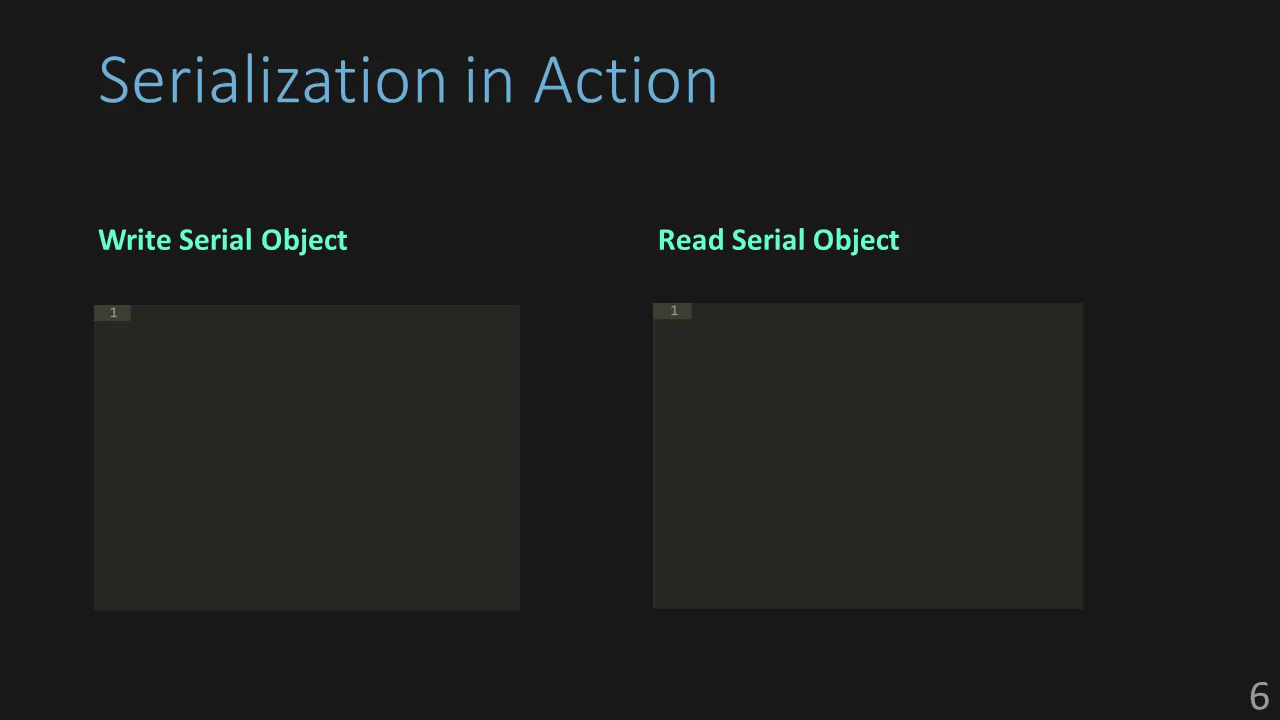 Serialization in Action
Write Serial Object
Read Serial Object
1
1
6